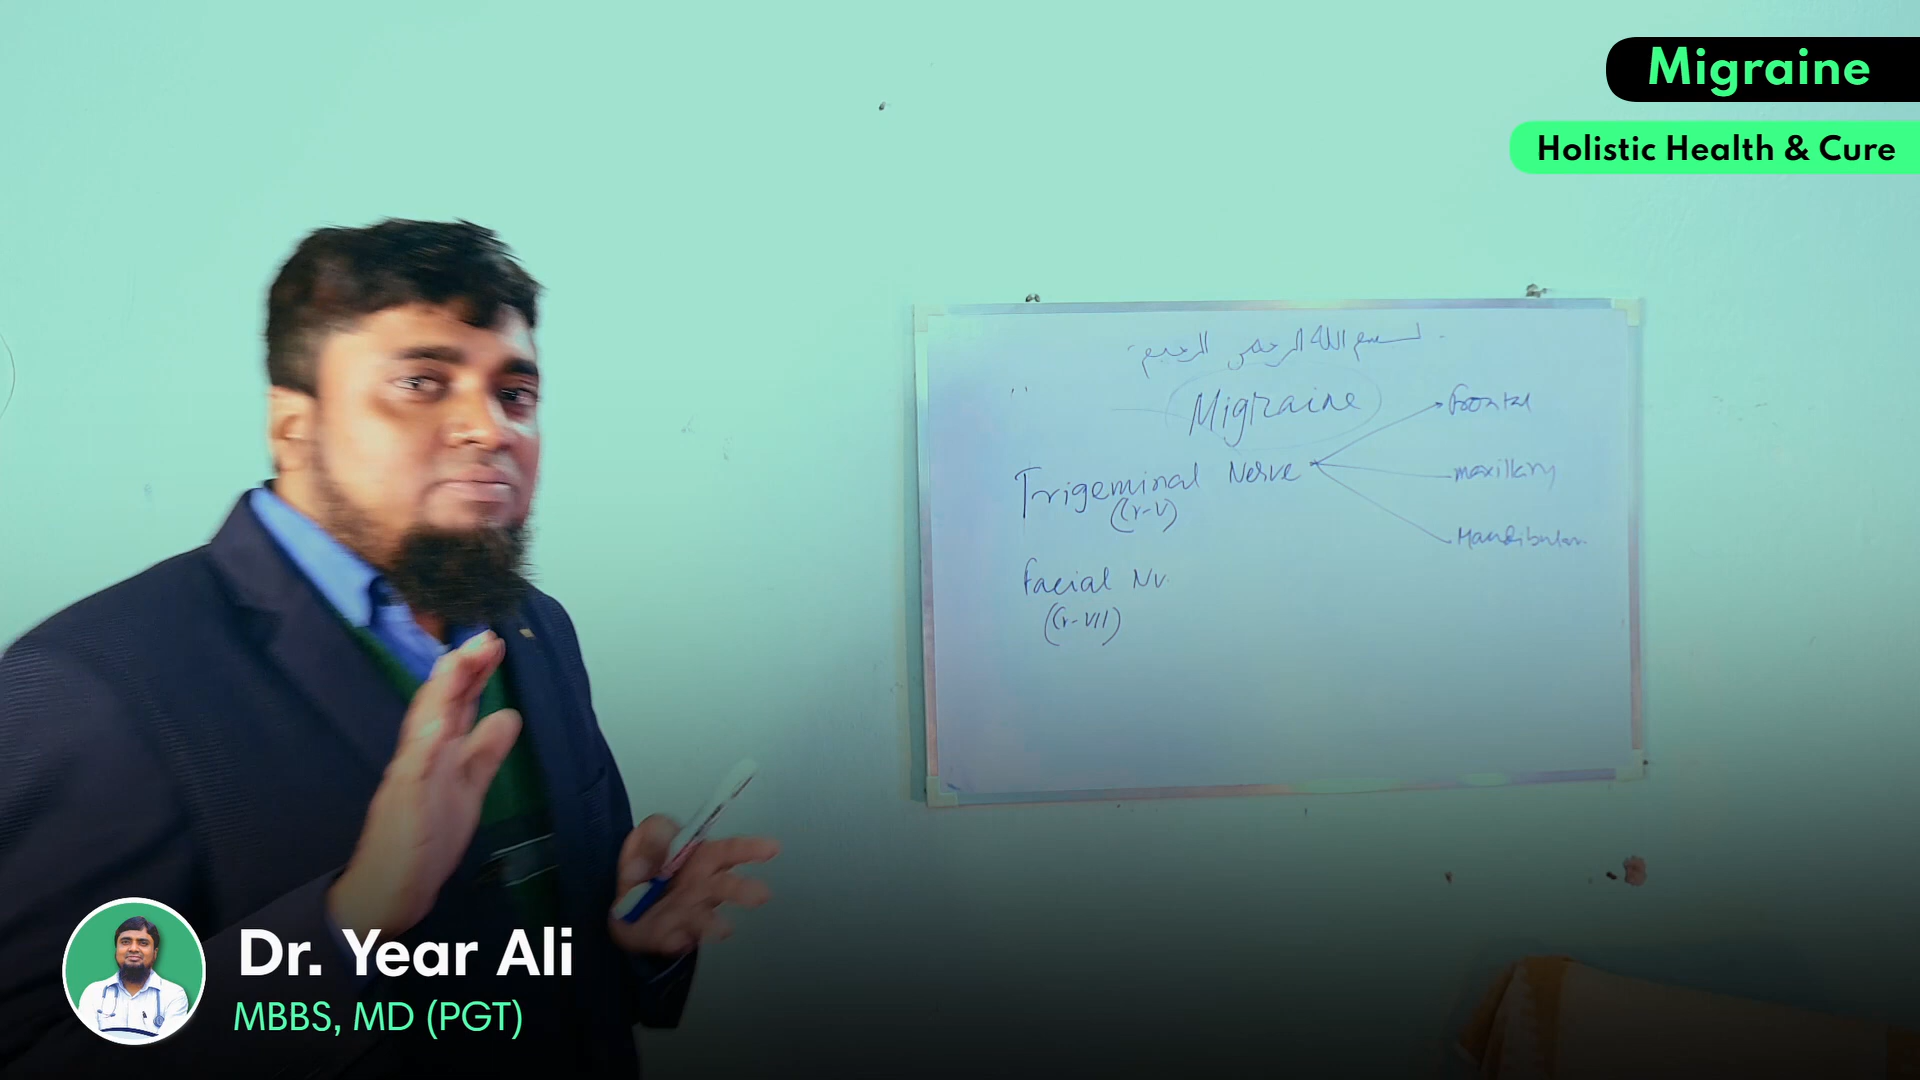 Migraine
Holistic Health & Cure
بسم الله الرحمن الرحيم
Migraine
Trigeminal Nerve
(Cr-V)
frontal
maxillary
Mandibular
Facial Nv.
(Cr-VII)
Dr. Year Ali
MBBS, MD (PGT)